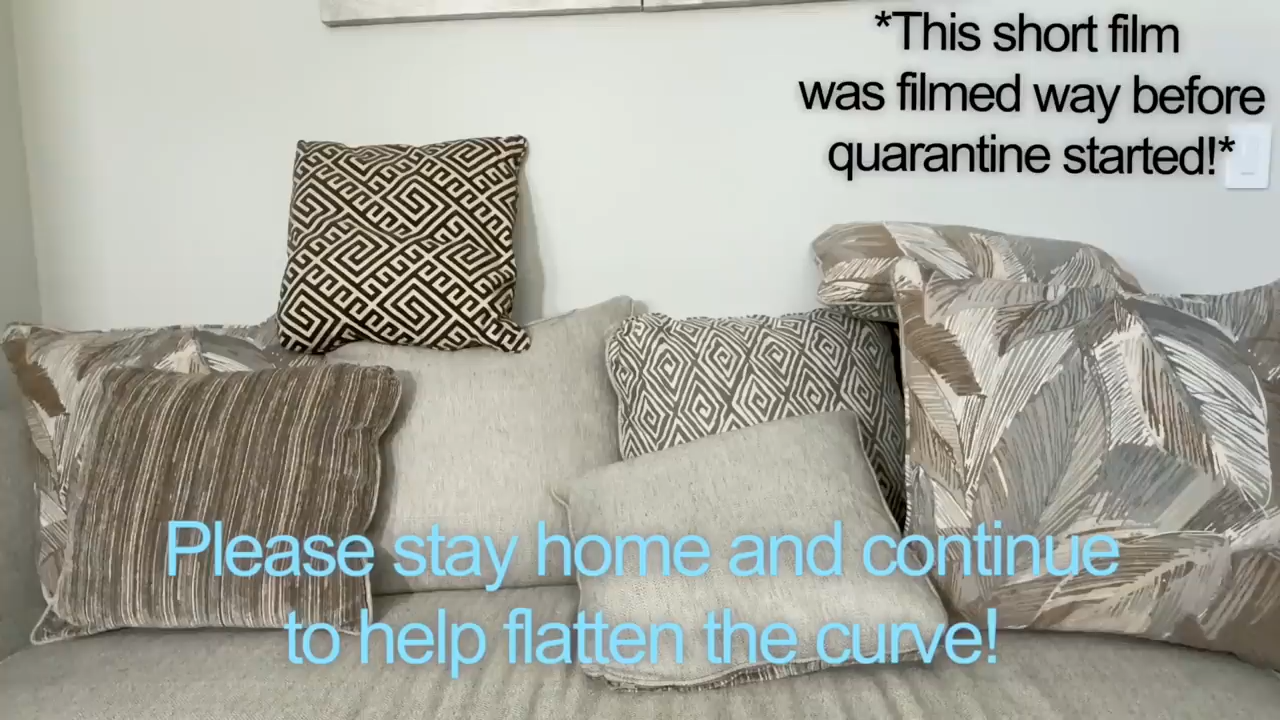 *This short film
was filmed way before
quarantine started!*
Please stay home and continue
to help flatten the curve!